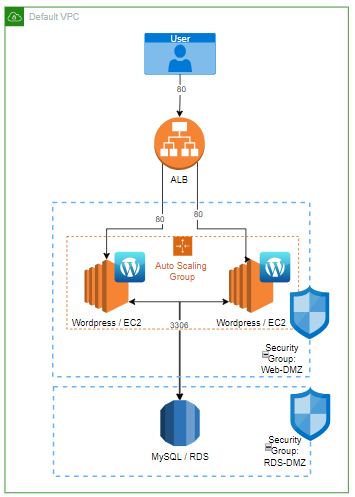 Default VPC
User
80
ALB
80
80
Auto Scaling
Group
Wordpress / EC2
Wordpress / EC2
3306
Security
Group:
Web-DMZ
MySQL / RDS
Security
Group:
RDS-DMZ